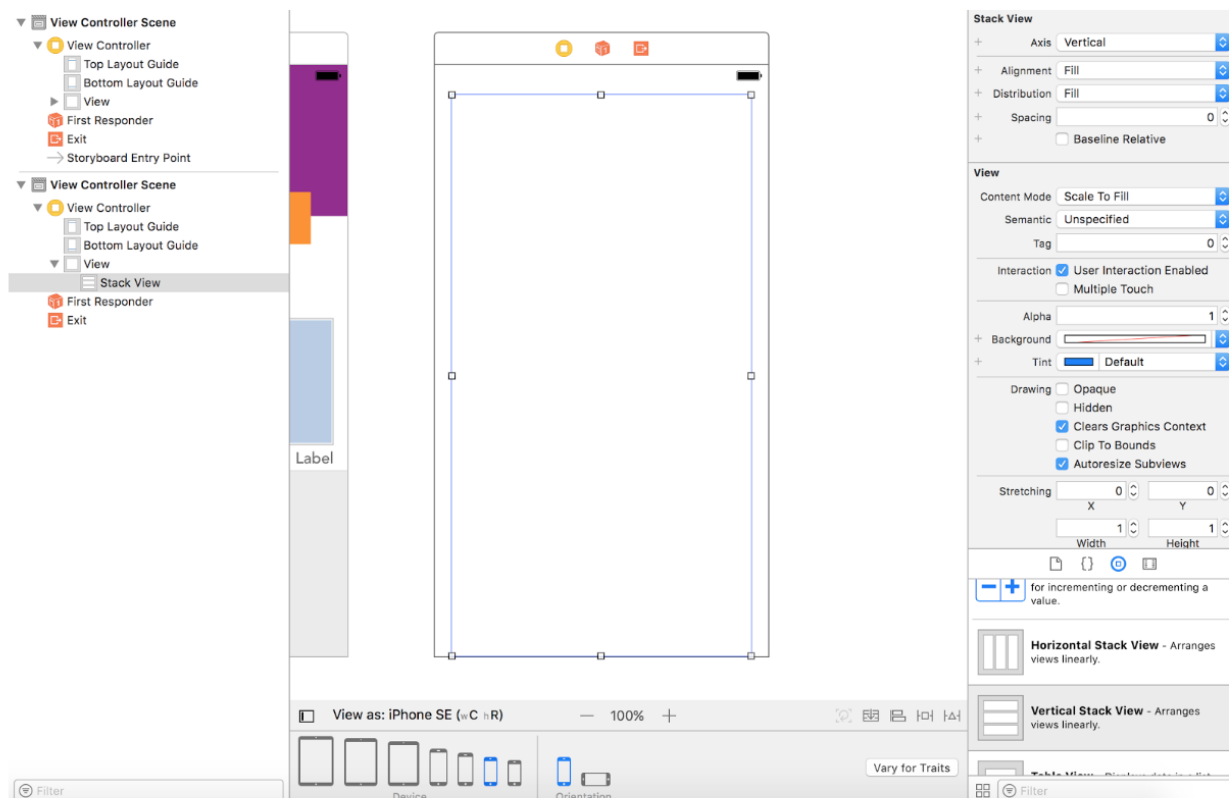 View Controller Scene
View Controller
Top Layout Guide
Bottom Layout Guide
View
First Responder
Exit
Storyboard Entry Point
View Controller Scene
View Controller
Top Layout Guide
Bottom Layout Guide
View
Stack View
First Responder
Exit
Filter
Label
View as: iPhone SE (wC hR)
— 100% +
Device
Orientation
Vary for Traits
Stack View
+ Axis Vertical
+ Alignment Fill
+ Distribution Fill
+ Spacing 0
+ Baseline Relative
View
Content Mode Scale To Fill
Semantic Unspecified
Tag 0
Interaction User Interaction Enabled
Multiple Touch
Alpha 1
+ Background
+ Tint Default
Drawing Opaque
Hidden
Clears Graphics Context
Clip To Bounds
Autoresize Subviews
Stretching 0 0
X Y
1 1
Width Height
for incrementing or decrementing a
value.
Horizontal Stack View - Arranges
views linearly.
Vertical Stack View - Arranges
views linearly.
Table View - Displays data in a list
Filter